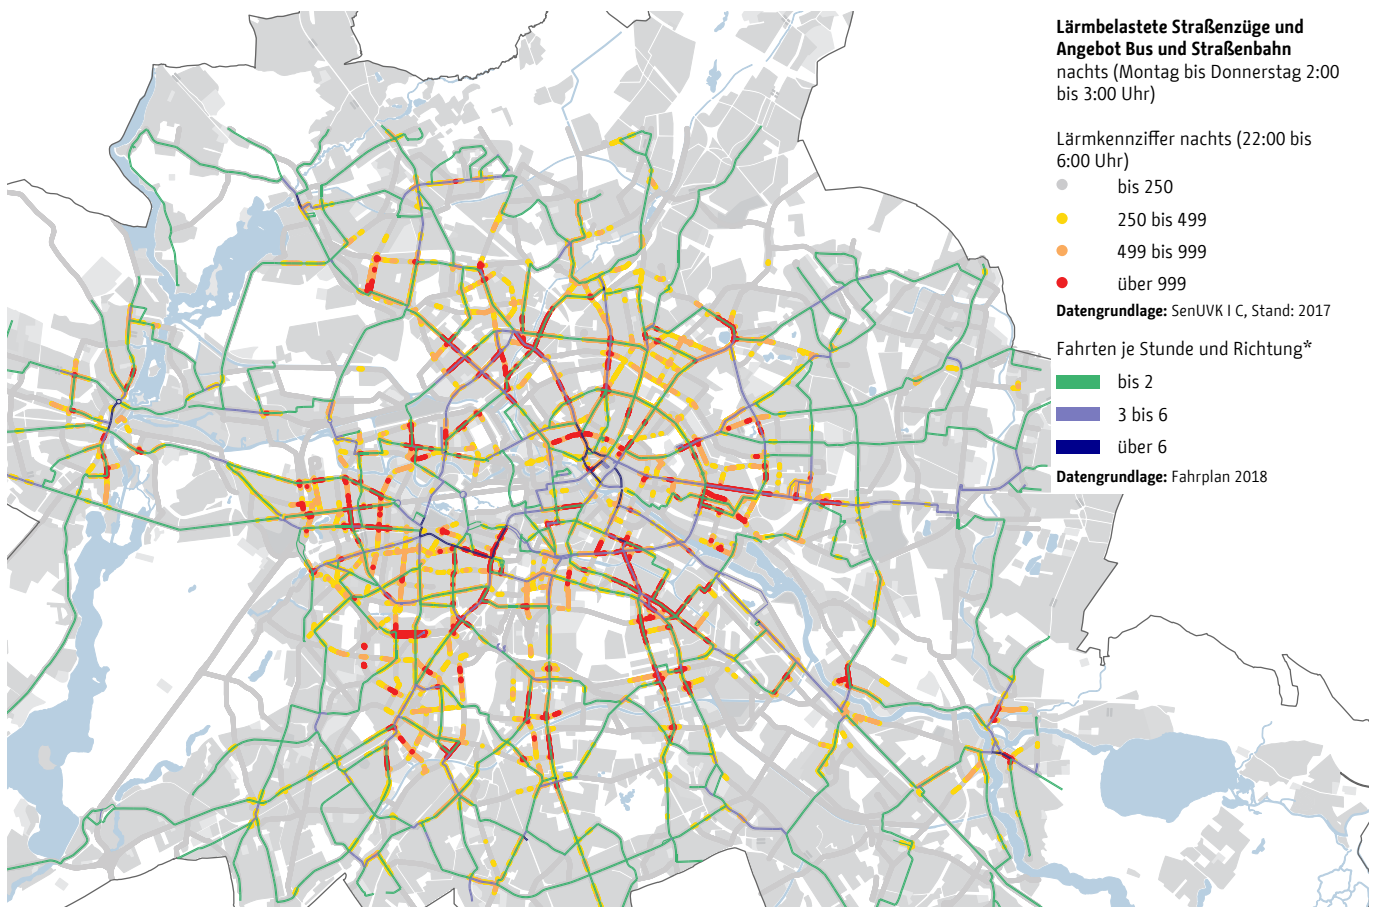 Lärmbelastete Straßenzüge und
Angebot Bus und Straßenbahn
nachts (Montag bis Donnerstag 2:00
bis 3:00 Uhr)
Lärmkennziffer nachts (22:00 bis
6:00 Uhr)
bis 250
250 bis 499
499 bis 999
über 999
Datengrundlage: SenUVK I C, Stand: 2017
Fahrten je Stunde und Richtung*
bis 2
3 bis 6
über 6
Datengrundlage: Fahrplan 2018